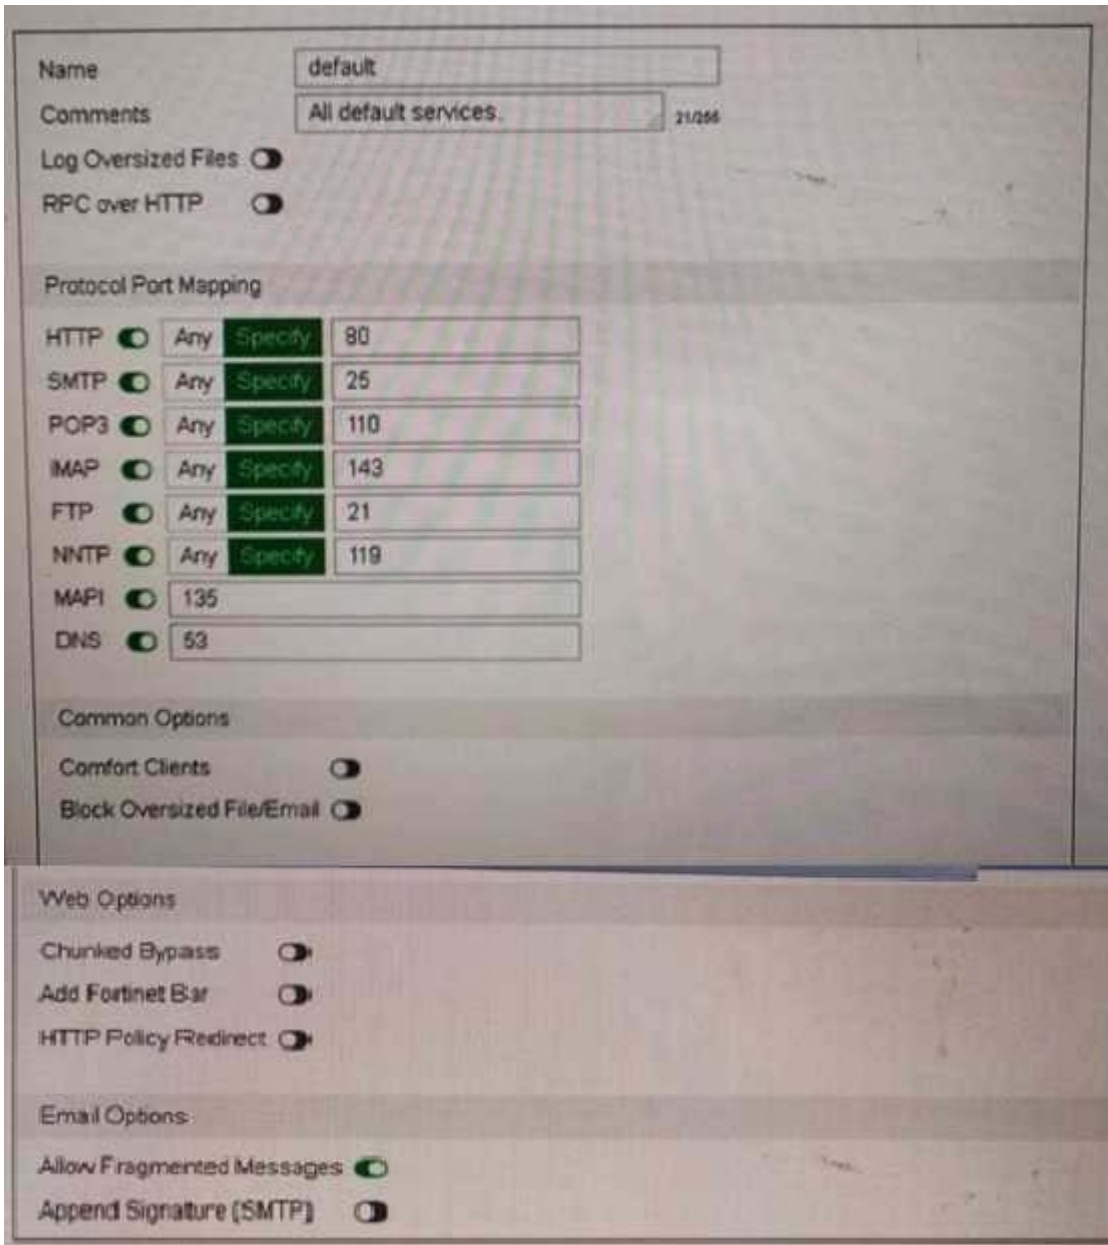 Name default
Comments All default services. 21/255
Log Oversized Files
RPC over HTTP
Protocol Port Mapping
HTTP Any Specify 80
SMTP Any Specify 25
POP3 Any Specify 110
IMAP Any Specify 143
FTP Any Specify 21
NNTP Any Specify 119
MAPI 135
DNS 53
Common Options
Comfort Clients
Block Oversized File/Email
Web Options
Chunked Bypass
Add Fortinet Bar
HTTP Policy Redirect
Email Options
Allow Fragmented Messages
Append Signature (SMTP)